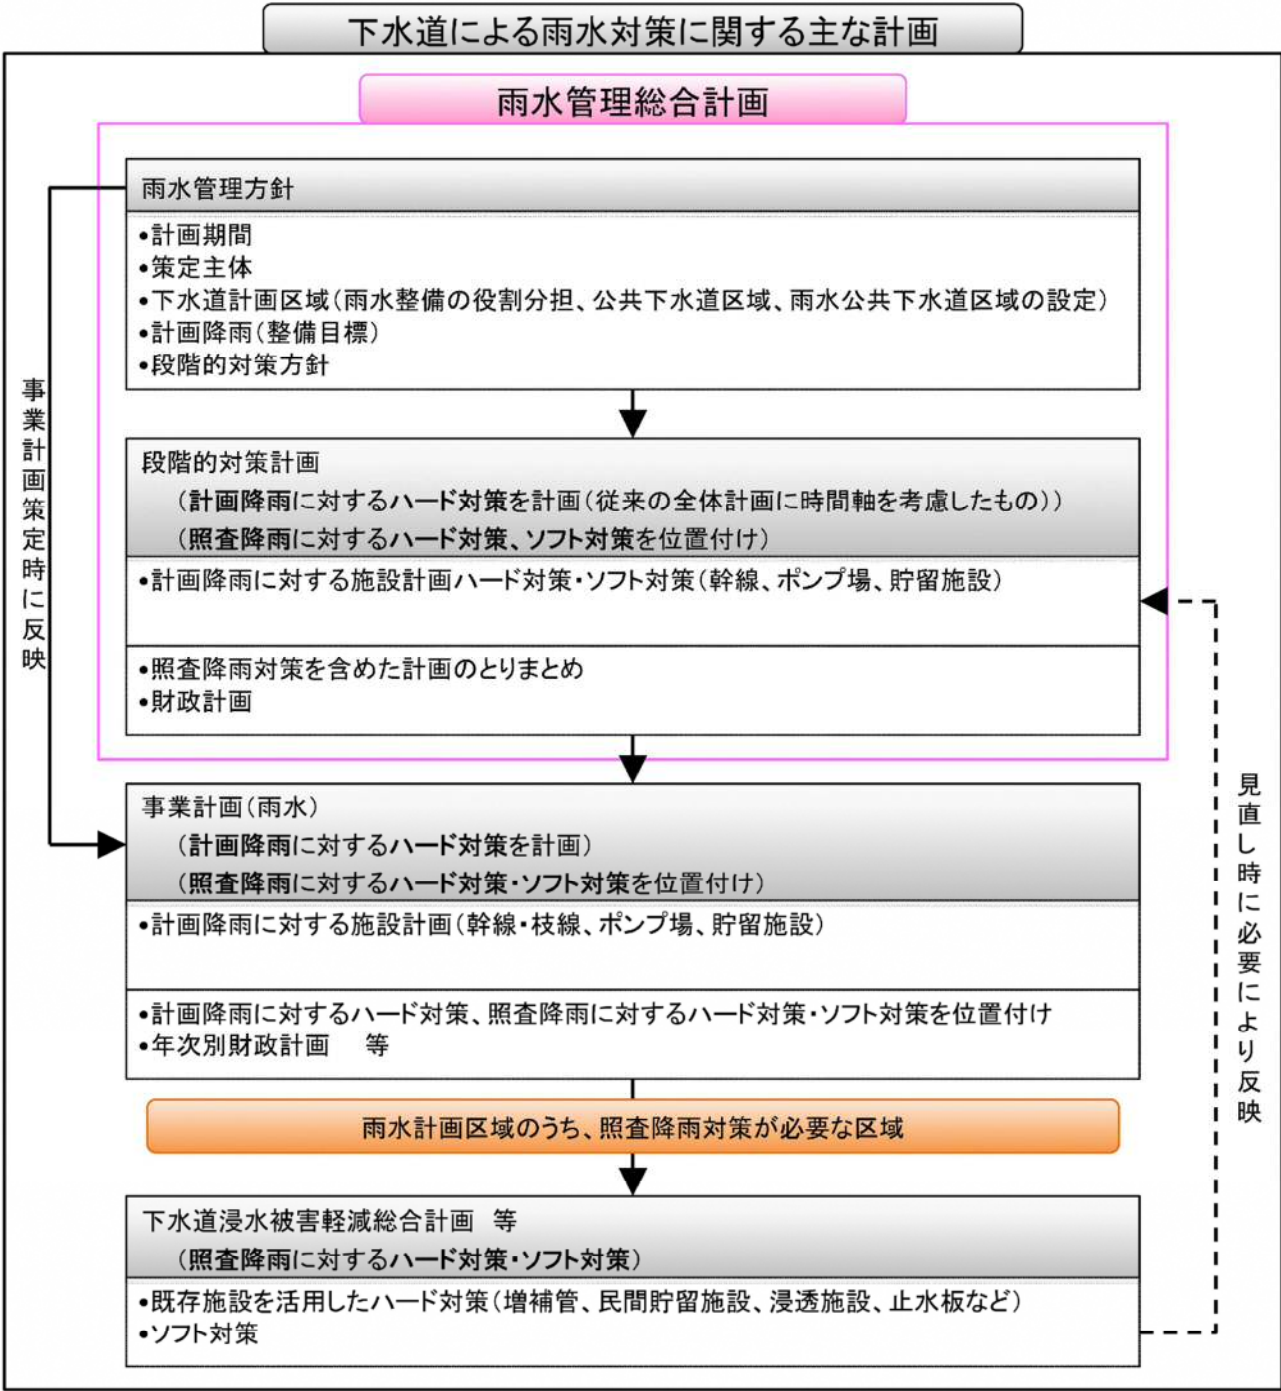 下水道による雨水対策に関する主な計画
雨水管理総合計画
雨水管理方針
•計画期間
•策定主体
•下水道計画区域(雨水整備の役割分担、公共下水道区域、雨水公共下水道区域の設定)
•計画降雨(整備目標)
•段階的対策方針
事業計画策定時に反映
段階的対策計画
(計画降雨に対するハード対策を計画(従来の全体計画に時間軸を考慮したもの))
(照査降雨に対するハード対策、ソフト対策を位置付け)
•計画降雨に対する施設計画ハード対策・ソフト対策(幹線、ポンプ場、貯留施設)
•照査降雨対策を含めた計画のとりまとめ
•財政計画
事業計画(雨水)
(計画降雨に対するハード対策を計画)
(照査降雨に対するハード対策・ソフト対策を位置付け)
•計画降雨に対する施設計画(幹線・枝線、ポンプ場、貯留施設)
•計画降雨に対するハード対策、照査降雨に対するハード対策・ソフト対策を位置付け
•年次別財政計画 等
見直し時に必要により反映
雨水計画区域のうち、照査降雨対策が必要な区域
下水道浸水被害軽減総合計画 等
(照査降雨に対するハード対策・ソフト対策)
•既存施設を活用したハード対策(増補管、民間貯留施設、浸透施設、止水板など)
•ソフト対策